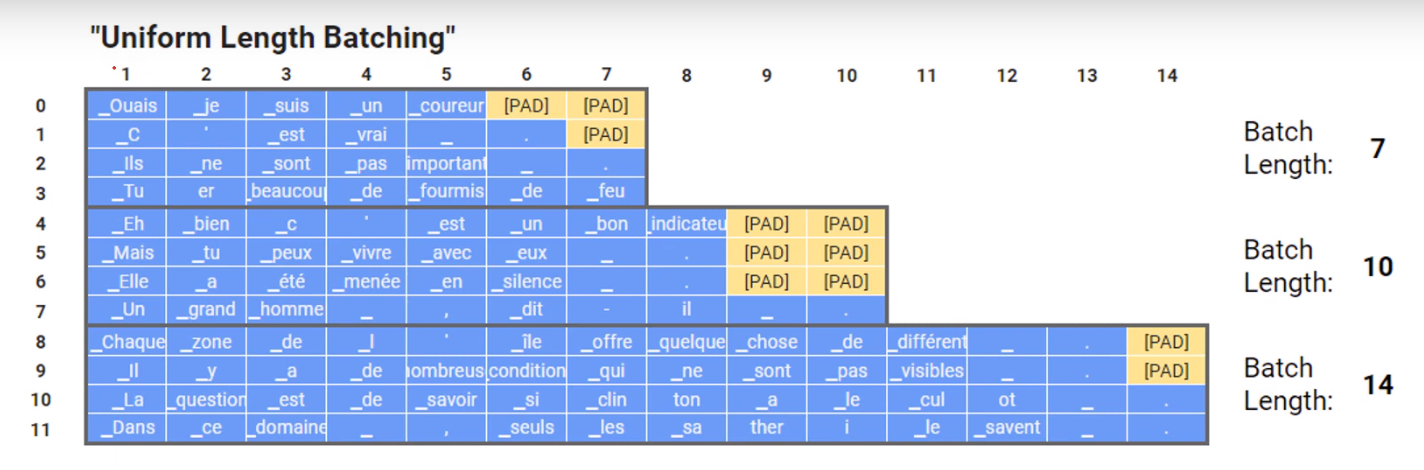 "Uniform Length Batching"
1 2 3 4 5 6 7 8 9 10 11 12 13 14
0 _Ouais _je _suis _un _coureur [PAD] [PAD]
1 _C ' _est _vrai _ . [PAD]
2 _Ils _ne _sont _pas important _ .
3 _Tu er _beaucou _de _fourmis _de _feu
Batch Length: 7
4 _Eh _bien _c ' _est _un _bon _indicateu [PAD] [PAD]
5 _Mais _tu _peux _vivre _avec _eux _ . [PAD] [PAD]
6 _Elle _a _été _menée _en _silence _ . [PAD] [PAD]
7 _Un _grand _homme _ , _dit - il _ .
Batch Length: 10
8 _Chaque _zone _de _l ' _île _offre _quelque _chose _de _différent _ . [PAD]
9 _Il _y _a _de ombreus condition _qui _ne _sont _pas _visibles _ . [PAD]
10 _La _question _est _de _savoir _si _clin ton _a _le _cul ot _ .
11 _Dans _ce _domaine _ , _seuls _les _sa ther i _le _savent _ .
Batch Length: 14